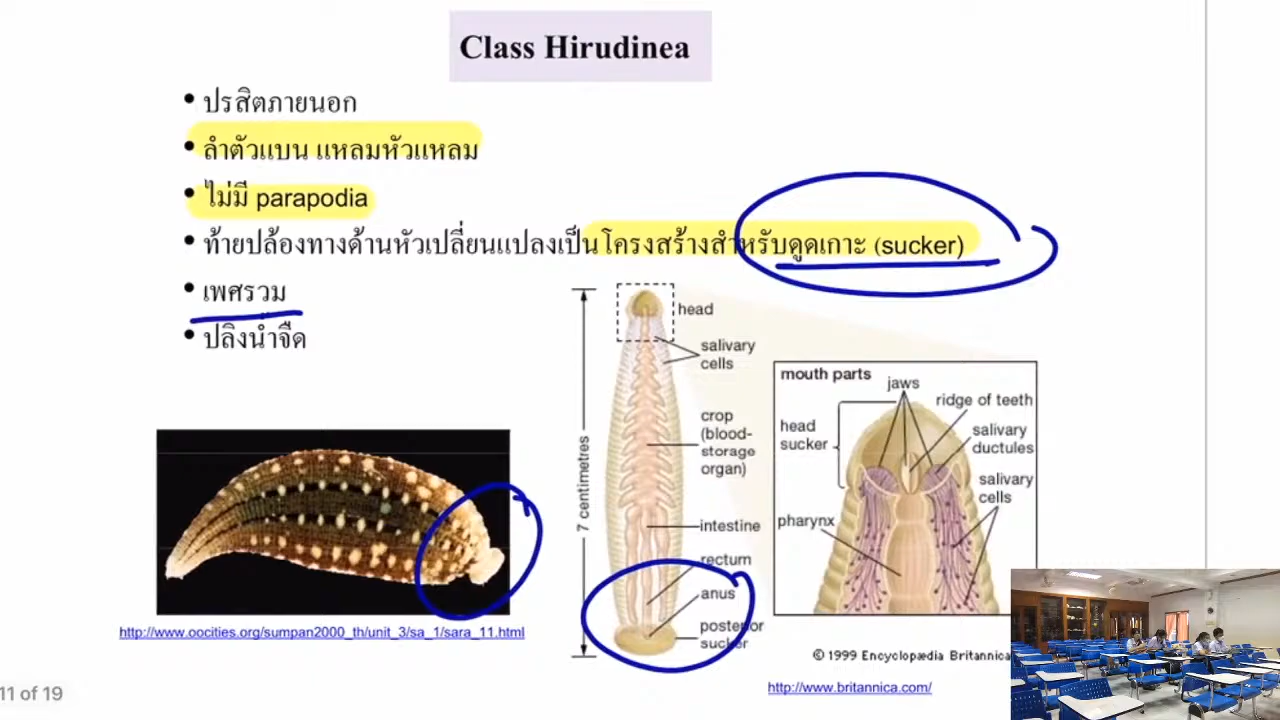 Class Hirudinea
• ปรสิตภายนอก
• ลำตัวแบน แหลมหัวแหลม
• ไม่มี parapodia
• ท้ายปล้องทางด้านหัวเปลี่ยนแปลงเป็นโครงสร้างสำหรับดูดเกาะ (sucker)
• เพศรวม
• ปลิงน้ำจืด
head
salivary
cells
crop
(blood-
storage
organ)
7 centimetres
intestine
rectum
anus
posterior
sucker
mouth parts
jaws
ridge of teeth
head
sucker
salivary
ductules
salivary
cells
pharynx
http://www.oocities.org/sumpan2000_th/unit_3/sa_1/sara_11.html
© 1999 Encyclopædia Britannica
http://www.britannica.com/
11 of 19